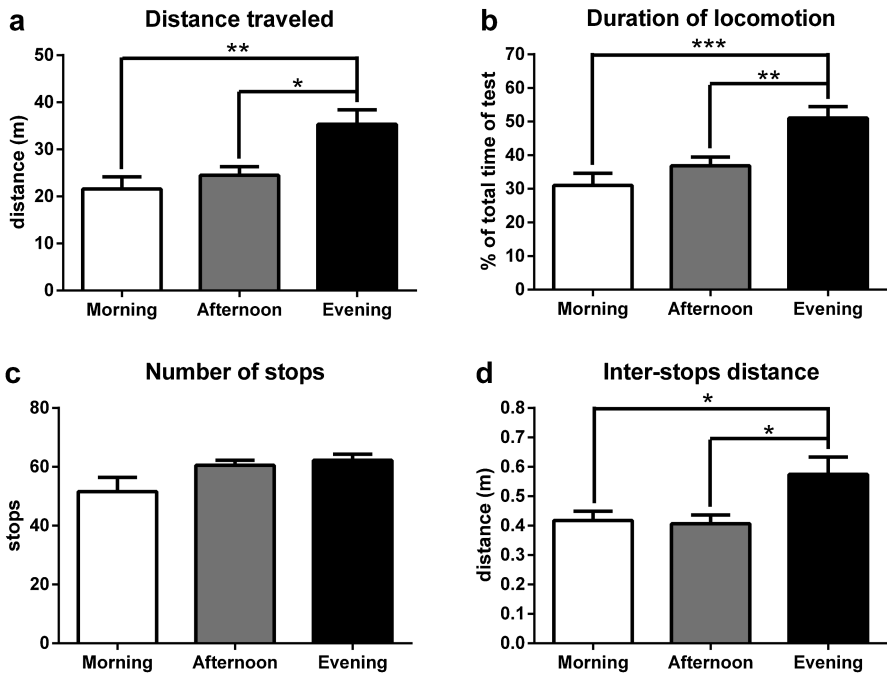 a
Distance traveled
distance (m)
50
40
30
20
10
0
**
*
Morning
Afternoon
Evening
b
Duration of locomotion
% of total time of test
70
60
50
40
30
20
10
0
***
**
Morning
Afternoon
Evening
c
Number of stops
stops
80
60
40
20
0
Morning
Afternoon
Evening
d
Inter-stops distance
distance (m)
0.8
0.7
0.6
0.5
0.4
0.3
0.2
0.1
0.0
*
*
Morning
Afternoon
Evening